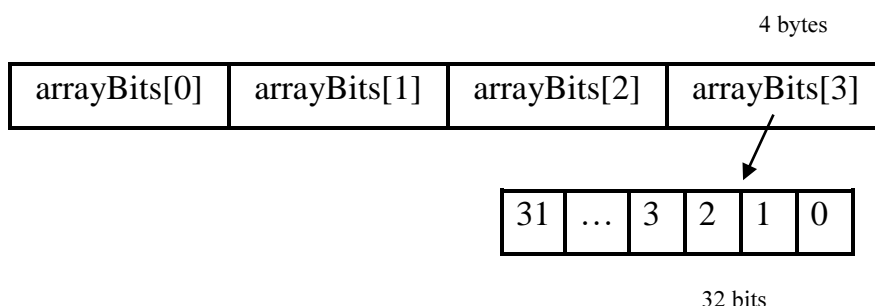 4 bytes
arrayBits[0] arrayBits[1] arrayBits[2] arrayBits[3]
31 … 3 2 1 0
32 bits